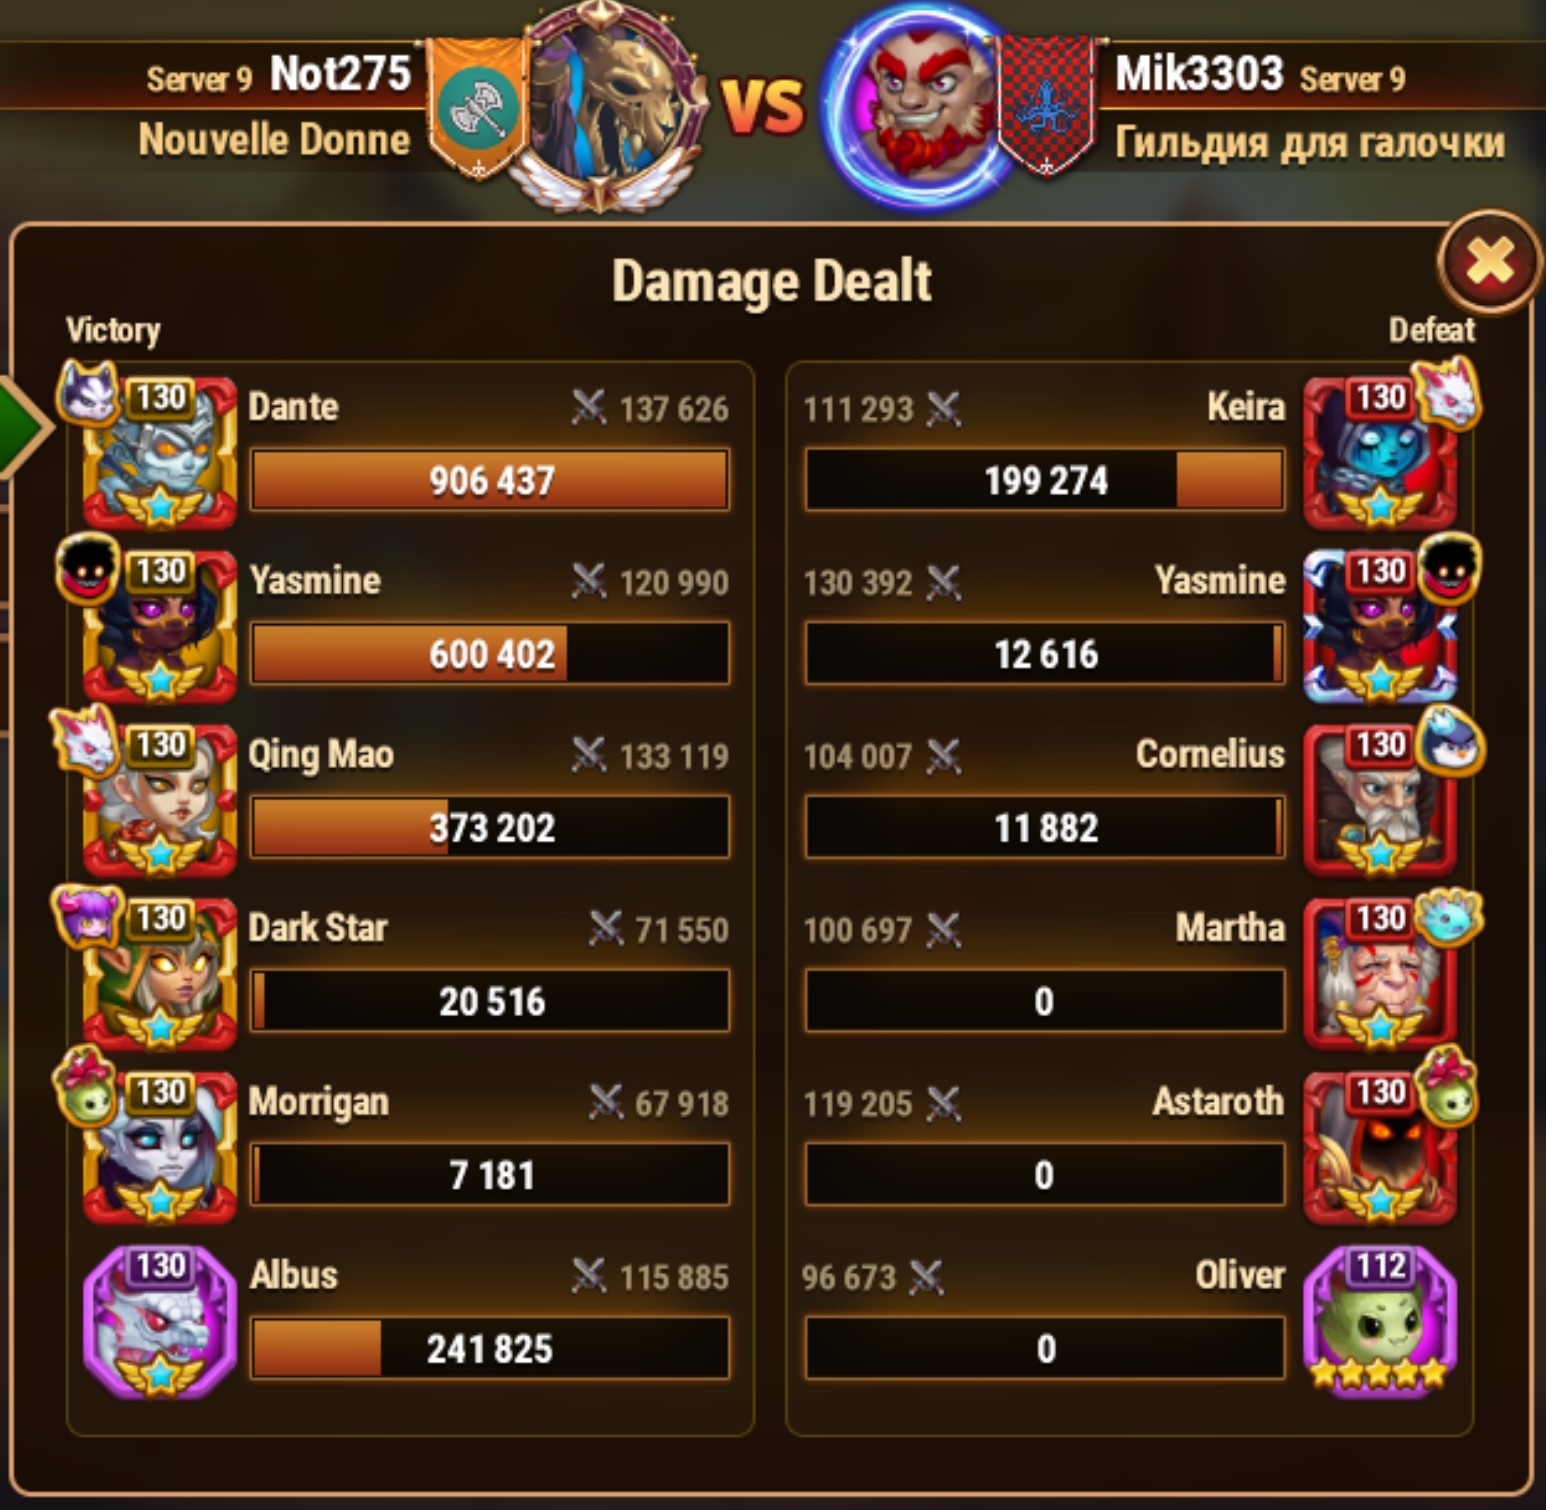 Server 9 Not275
Nouvelle Donne
VS
Mik3303 Server 9
Гильдия для галочки
Damage Dealt
Victory
Defeat
130 Dante 137 626
906 437
111 293 Keira 130
199 274
130 Yasmine 120 990
600 402
130 392 Yasmine 130
12 616
130 Qing Mao 133 119
373 202
104 007 Cornelius 130
11 882
130 Dark Star 71 550
20 516
100 697 Martha 130
0
130 Morrigan 67 918
7 181
119 205 Astaroth 130
0
130 Albus 115 885
241 825
96 673 Oliver 112
0